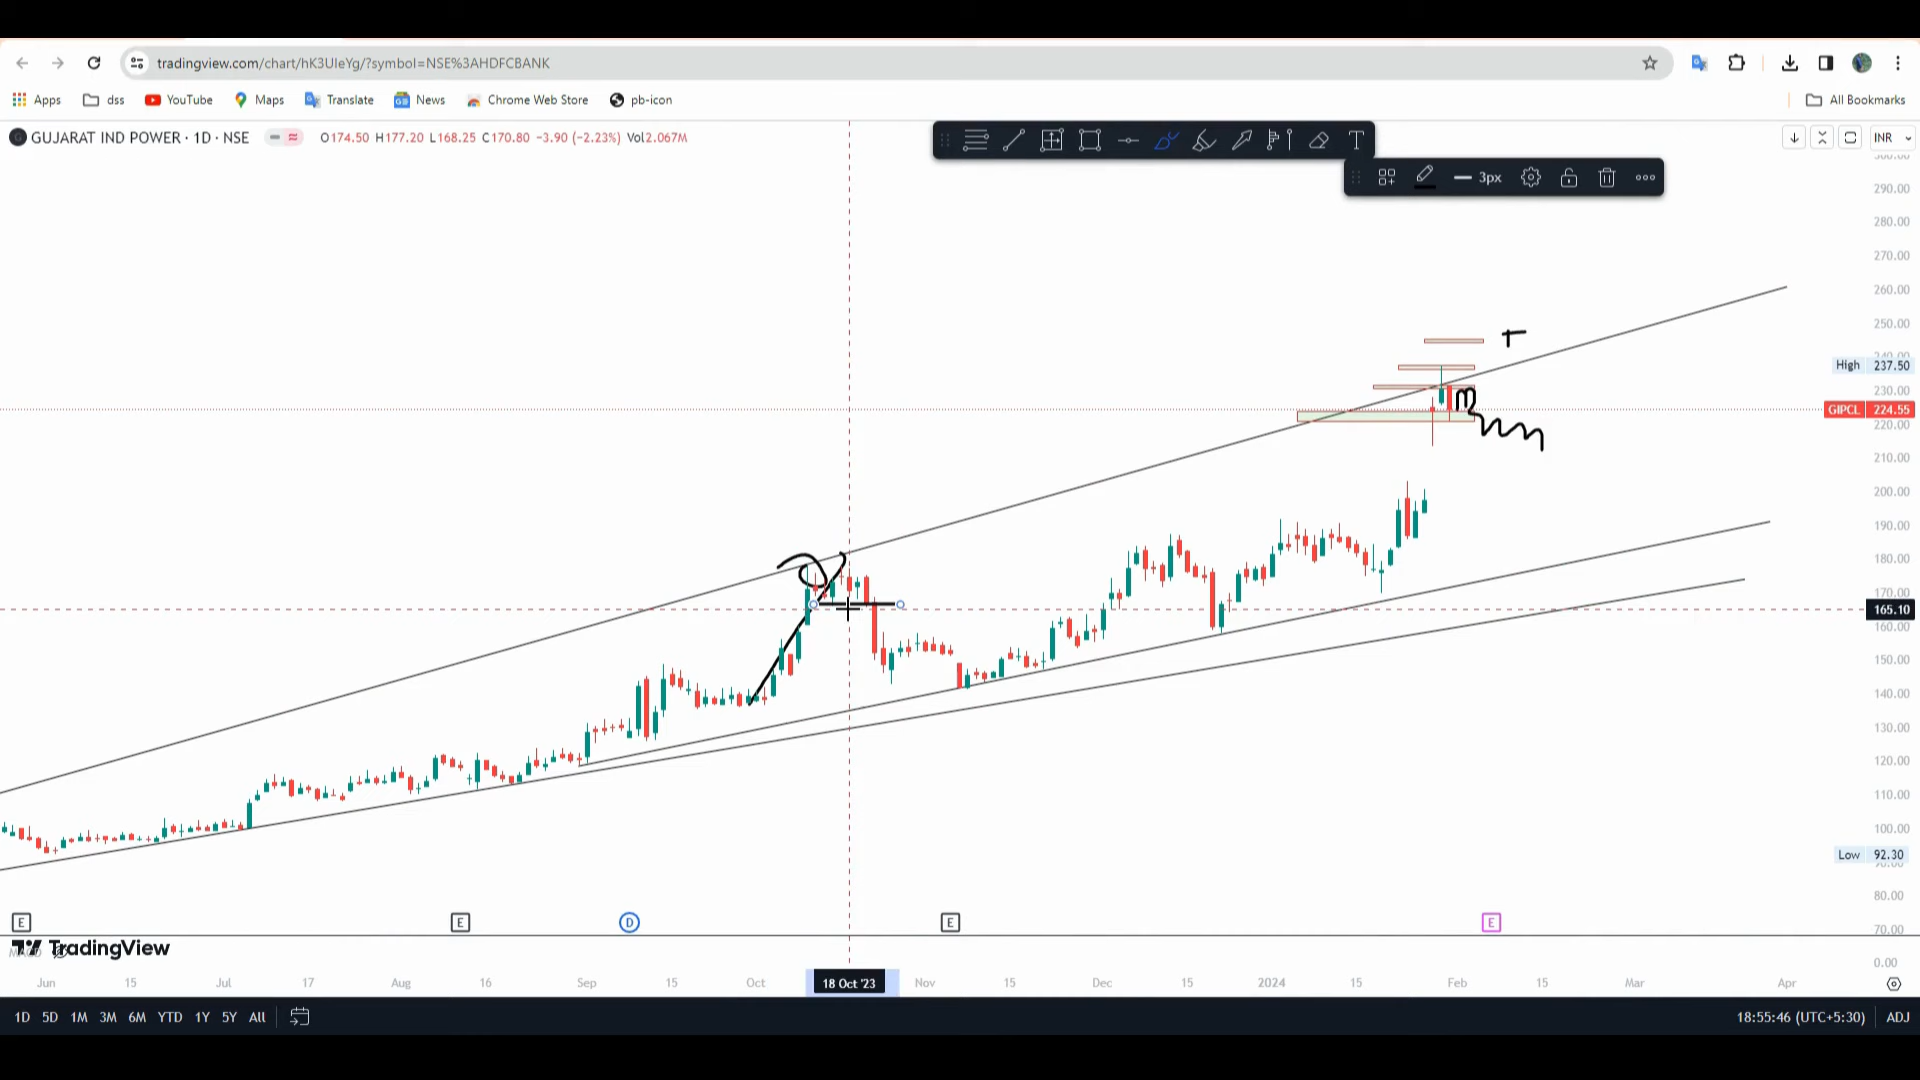 tradingview.com/chart/hK3UIeYg/?symbol=NSE%3AHDFCBANK
Apps dss YouTube Maps Translate News Chrome Web Store pb-icon All Bookmarks
GUJARAT IND POWER · 1D · NSE O174.50 H177.20 L168.25 C170.80 −3.90 (−2.23%) Vol2.067M
INR
3px
290.00
280.00
270.00
260.00
250.00
T
240.00
High 237.50
230.00
GIPCL 224.55
220.00
210.00
200.00
190.00
180.00
170.00
165.10
160.00
150.00
140.00
130.00
120.00
110.00
100.00
Low 92.30
80.00
E E D E E
70.00
TradingView
0.00
Jun 15 Jul 17 Aug 16 Sep 15 Oct 18 Oct '23 Nov 15 Dec 15 2024 15 Feb 15 Mar Apr
1D 5D 1M 3M 6M YTD 1Y 5Y All 18:55:46 (UTC+5:30) ADJ